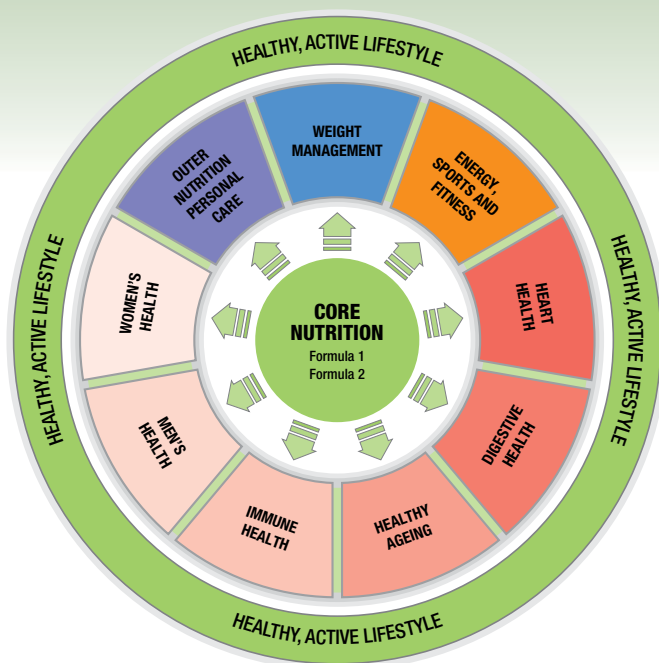 HEALTHY, ACTIVE LIFESTYLE
WEIGHT
MANAGEMENT
ENERGY,
SPORTS AND
FITNESS
HEART
HEALTH
DIGESTIVE
HEALTH
HEALTHY
AGEING
IMMUNE
HEALTH
MEN'S
HEALTH
WOMEN'S
HEALTH
OUTER
NUTRITION
PERSONAL
CARE
CORE
NUTRITION
Formula 1
Formula 2
HEALTHY, ACTIVE LIFESTYLE
HEALTHY, ACTIVE LIFESTYLE
HEALTHY, ACTIVE LIFESTYLE